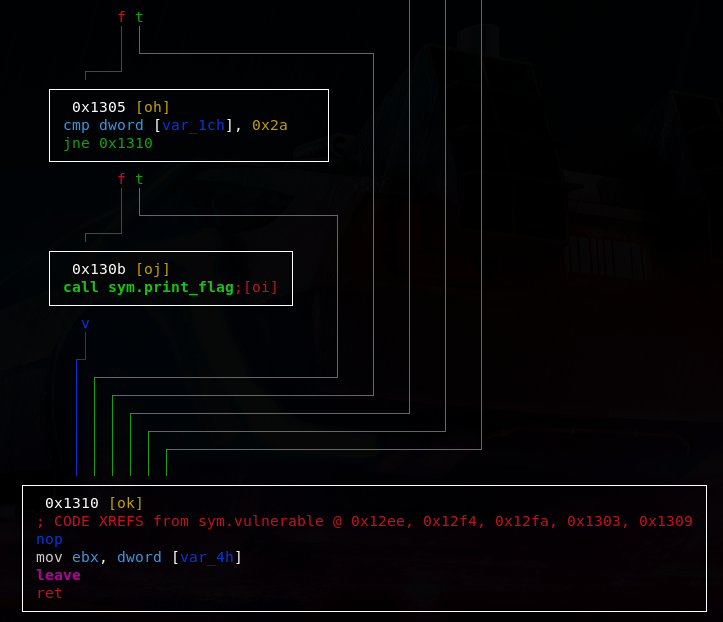 f t
0x1305 [oh]
cmp dword [var_1ch], 0x2a
jne 0x1310
f t
0x130b [oj]
call sym.print_flag;[oi]
v
0x1310 [ok]
; CODE XREFS from sym.vulnerable @ 0x12ee, 0x12f4, 0x12fa, 0x1303, 0x1309
nop
mov ebx, dword [var_4h]
leave
ret